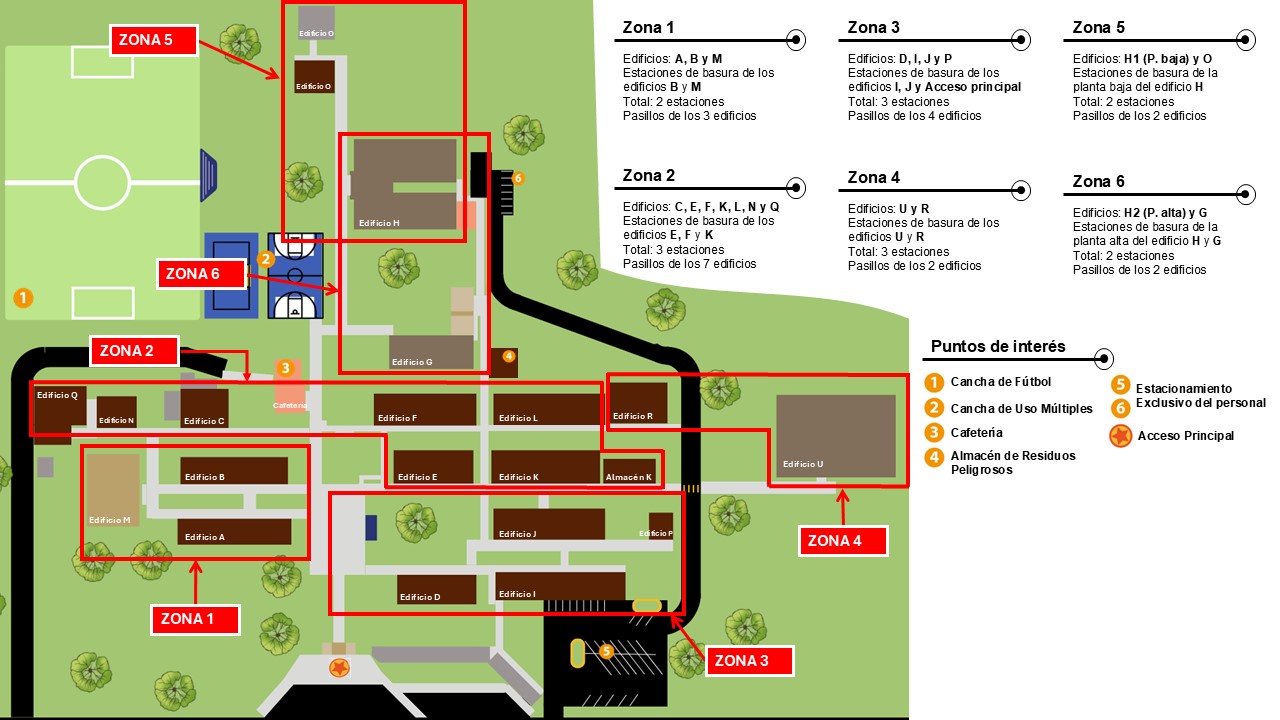 Zona 1
Edificios: A, B y M
Estaciones de basura de los
edificios B y M
Total: 2 estaciones
Pasillos de los 3 edificios
Zona 3
Edificios: D, I, J y P
Estaciones de basura de los
edificios I, J y Acceso principal
Total: 3 estaciones
Pasillos de los 4 edificios
Zona 5
Edificios: H1 (P. baja) y O
Estaciones de basura de la
planta baja del edificio H
Total: 2 estaciones
Pasillos de los 2 edificios
Zona 2
Edificios: C, E, F, K, L, N y Q
Estaciones de basura de los
edificios E, F y K
Total: 3 estaciones
Pasillos de los 7 edificios
Zona 4
Edificios: U y R
Estaciones de basura de los
edificios U y R
Total: 3 estaciones
Pasillos de los 2 edificios
Zona 6
Edificios: H2 (P. alta) y G
Estaciones de basura de la
planta alta del edificio H y G
Total: 2 estaciones
Pasillos de los 2 edificios
Puntos de interés
1 Cancha de Fútbol
2 Cancha de Uso Múltiples
3 Cafetería
4 Almacén de Residuos
Peligrosos
5 Estacionamiento
6 Exclusivo del personal
Acceso Principal
ZONA 5
Edificio O
Edificio O
6
Edificio H
2
ZONA 6
1
ZONA 2
3
Cafetería
Edificio G
4
Edificio Q
Edificio N
Edificio C
Edificio F
Edificio L
Edificio R
Edificio B
Edificio E
Edificio K
Almacén K
Edificio U
Edificio M
Edificio A
Edificio J
Edificio P
ZONA 4
Edificio D
Edificio I
ZONA 1
5
ZONA 3